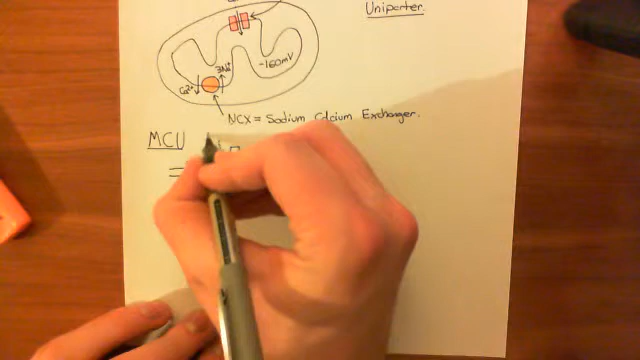 Uniporter.
-160mV
3Na+
Ca2+
NCX = Sodium Calcium Exchanger.
MCU
=